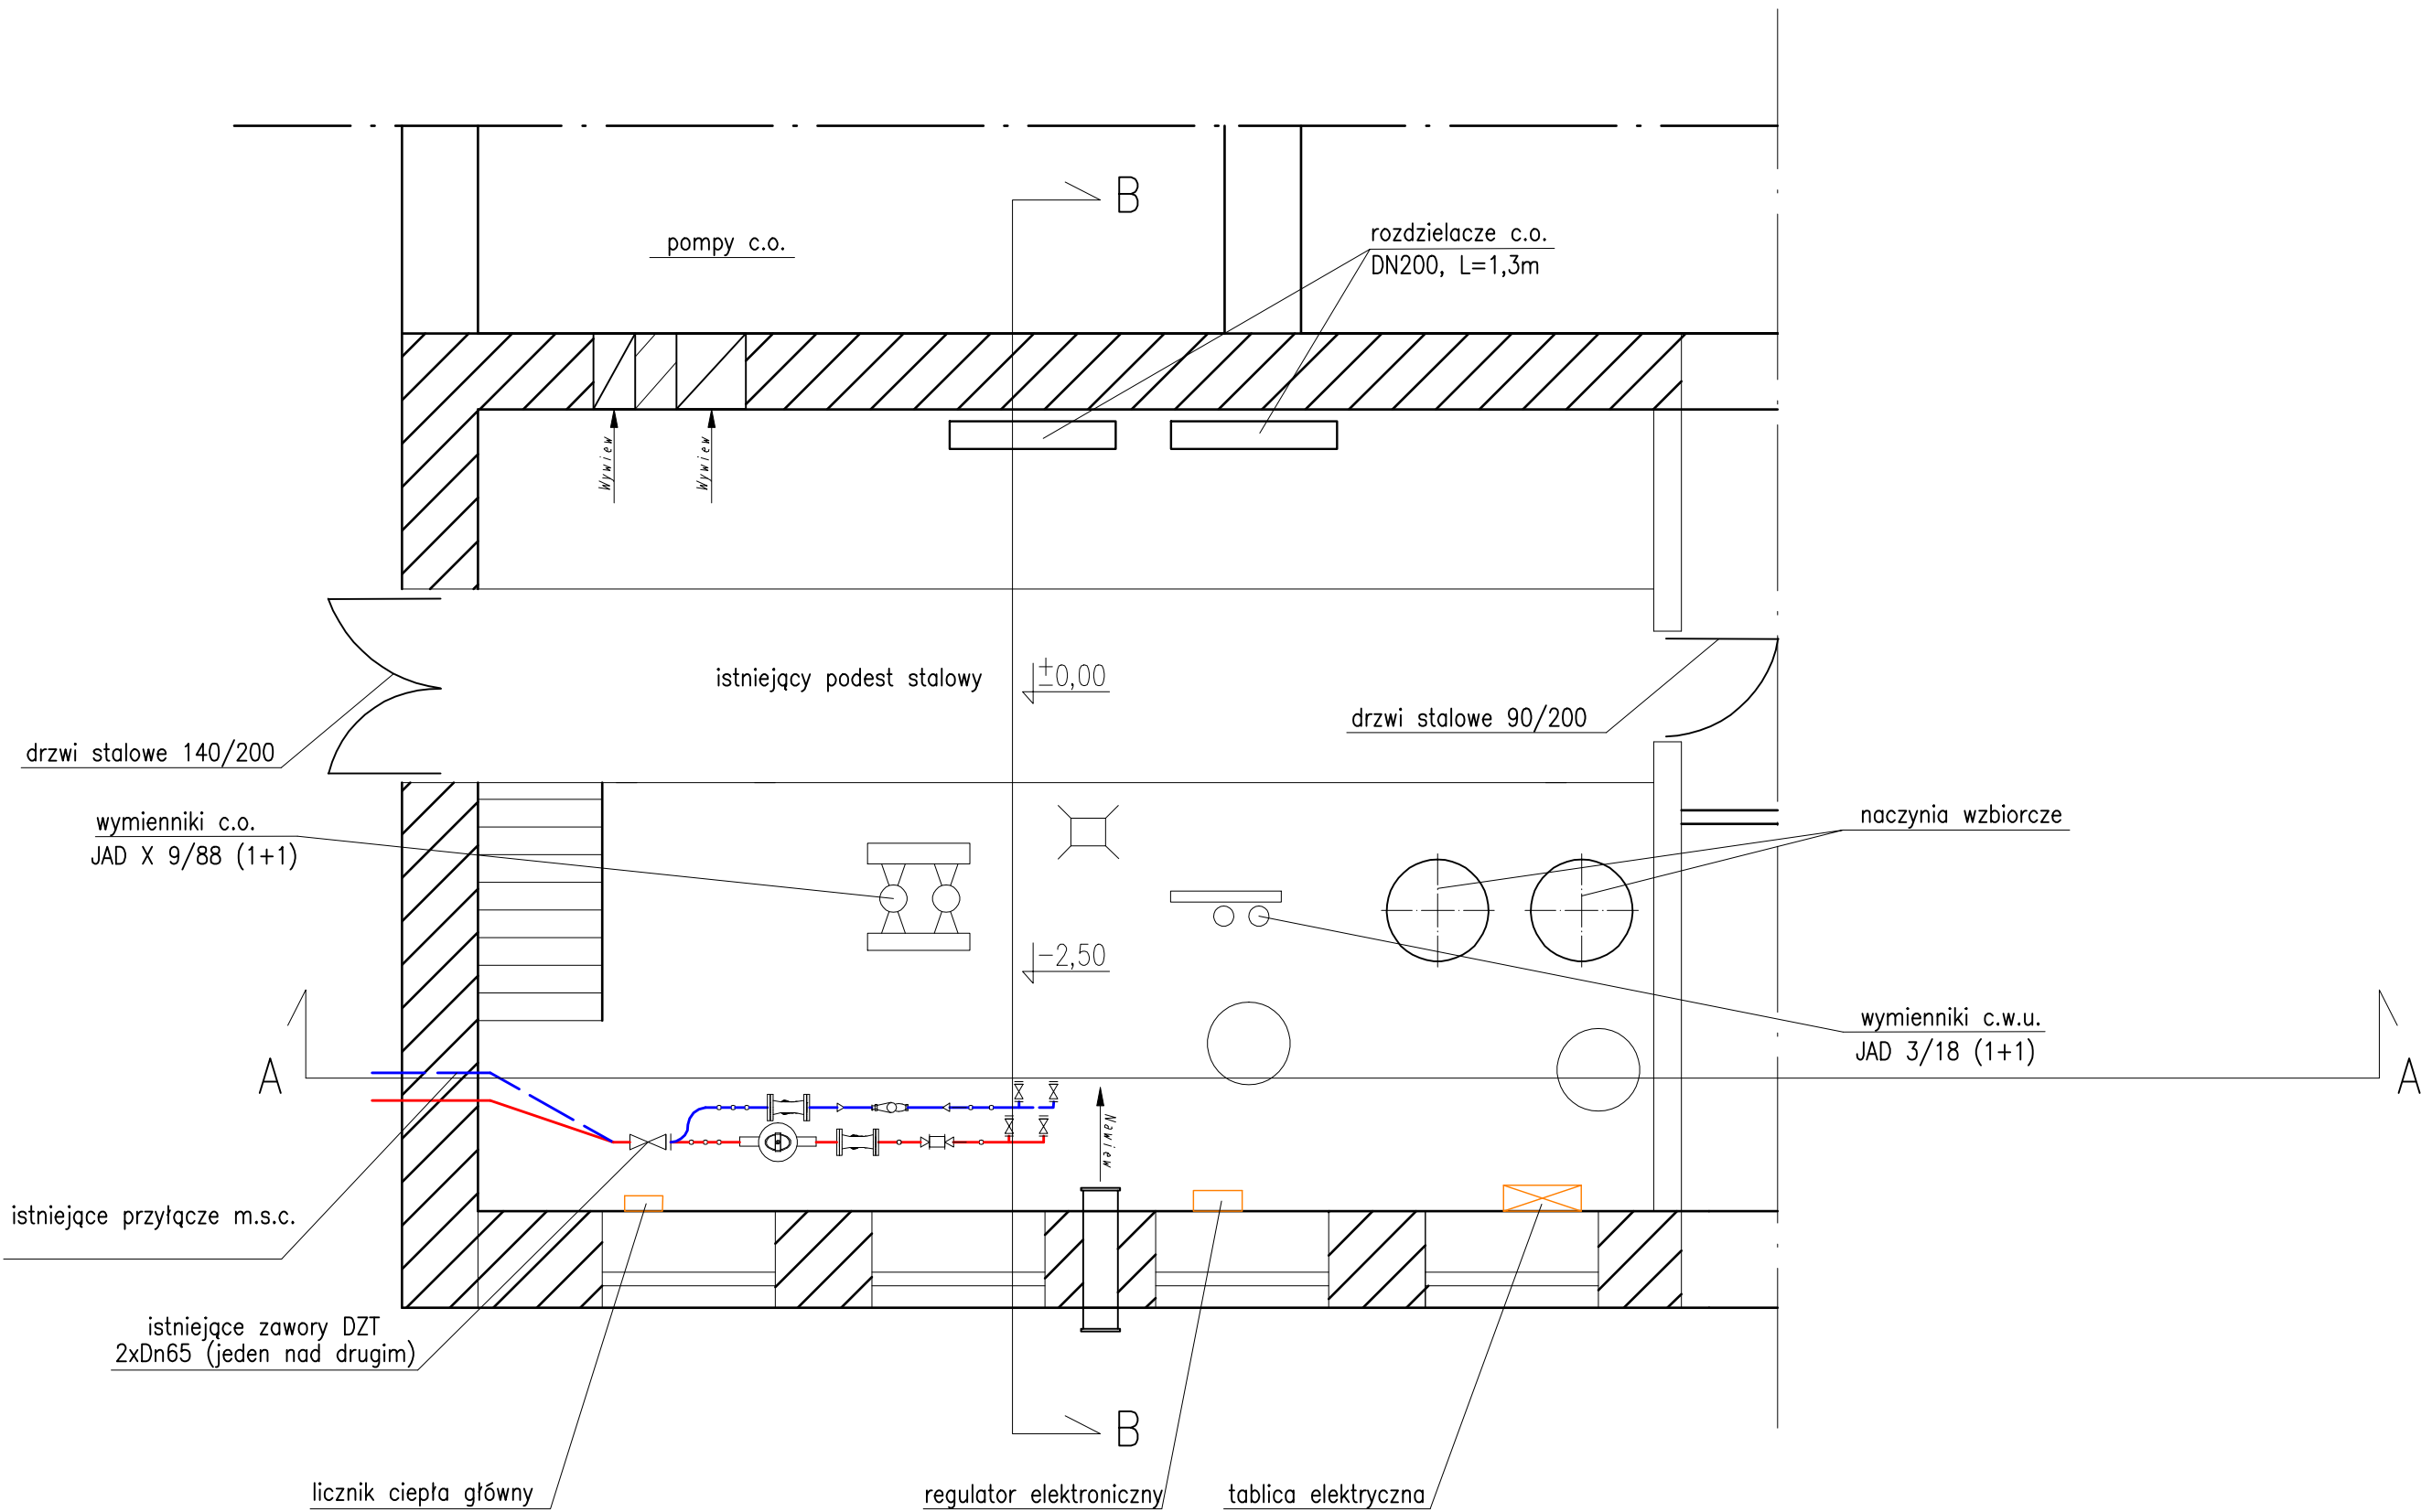 B
pompy c.o.
rozdzielacze c.o.
DN200, L=1,3m
Wywiew
Wywiew
istniejący podest stalowy
±0,00
drzwi stalowe 90/200
drzwi stalowe 140/200
wymienniki c.o.
JAD X 9/88 (1+1)
naczynia wzbiorcze
-2,50
wymienniki c.w.u.
JAD 3/18 (1+1)
A
A
Nawiew
istniejące przyłącze m.s.c.
istniejące zawory DZT
2xDn65 (jeden nad drugim)
B
licznik ciepła główny
regulator elektroniczny
tablica elektryczna